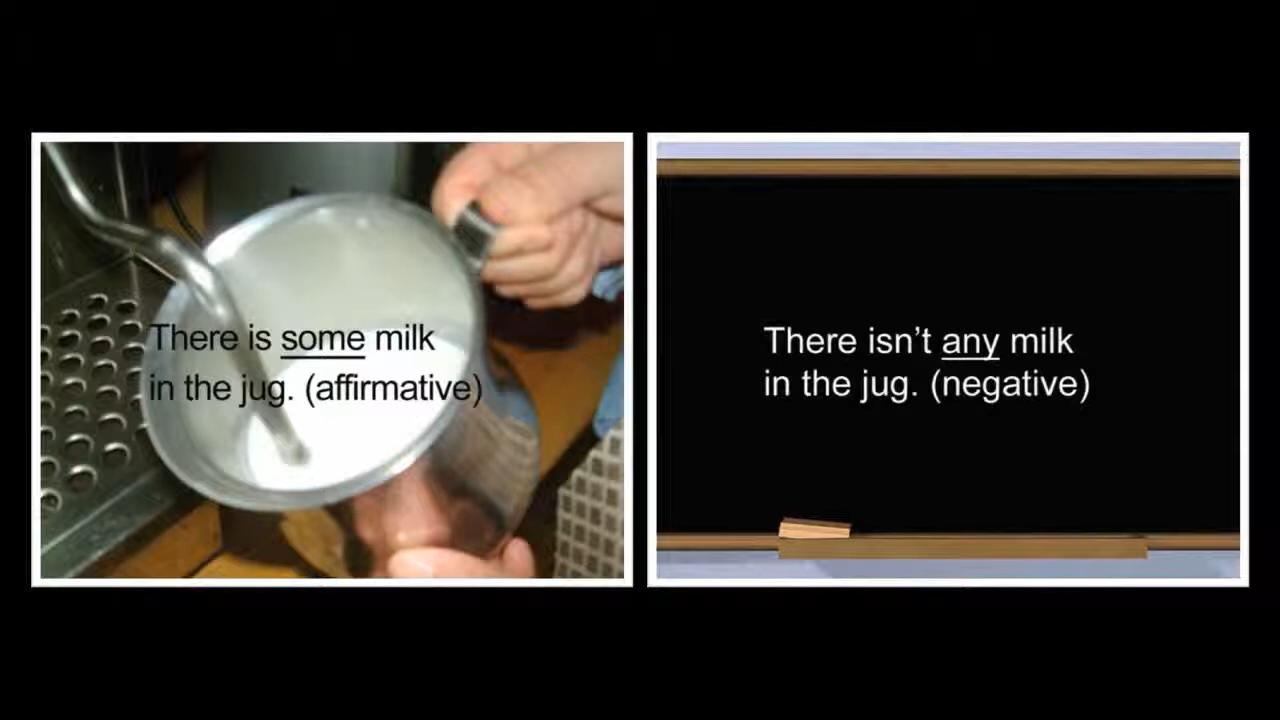 There is some milk
in the jug. (affirmative)
There isn’t any milk
in the jug. (negative)